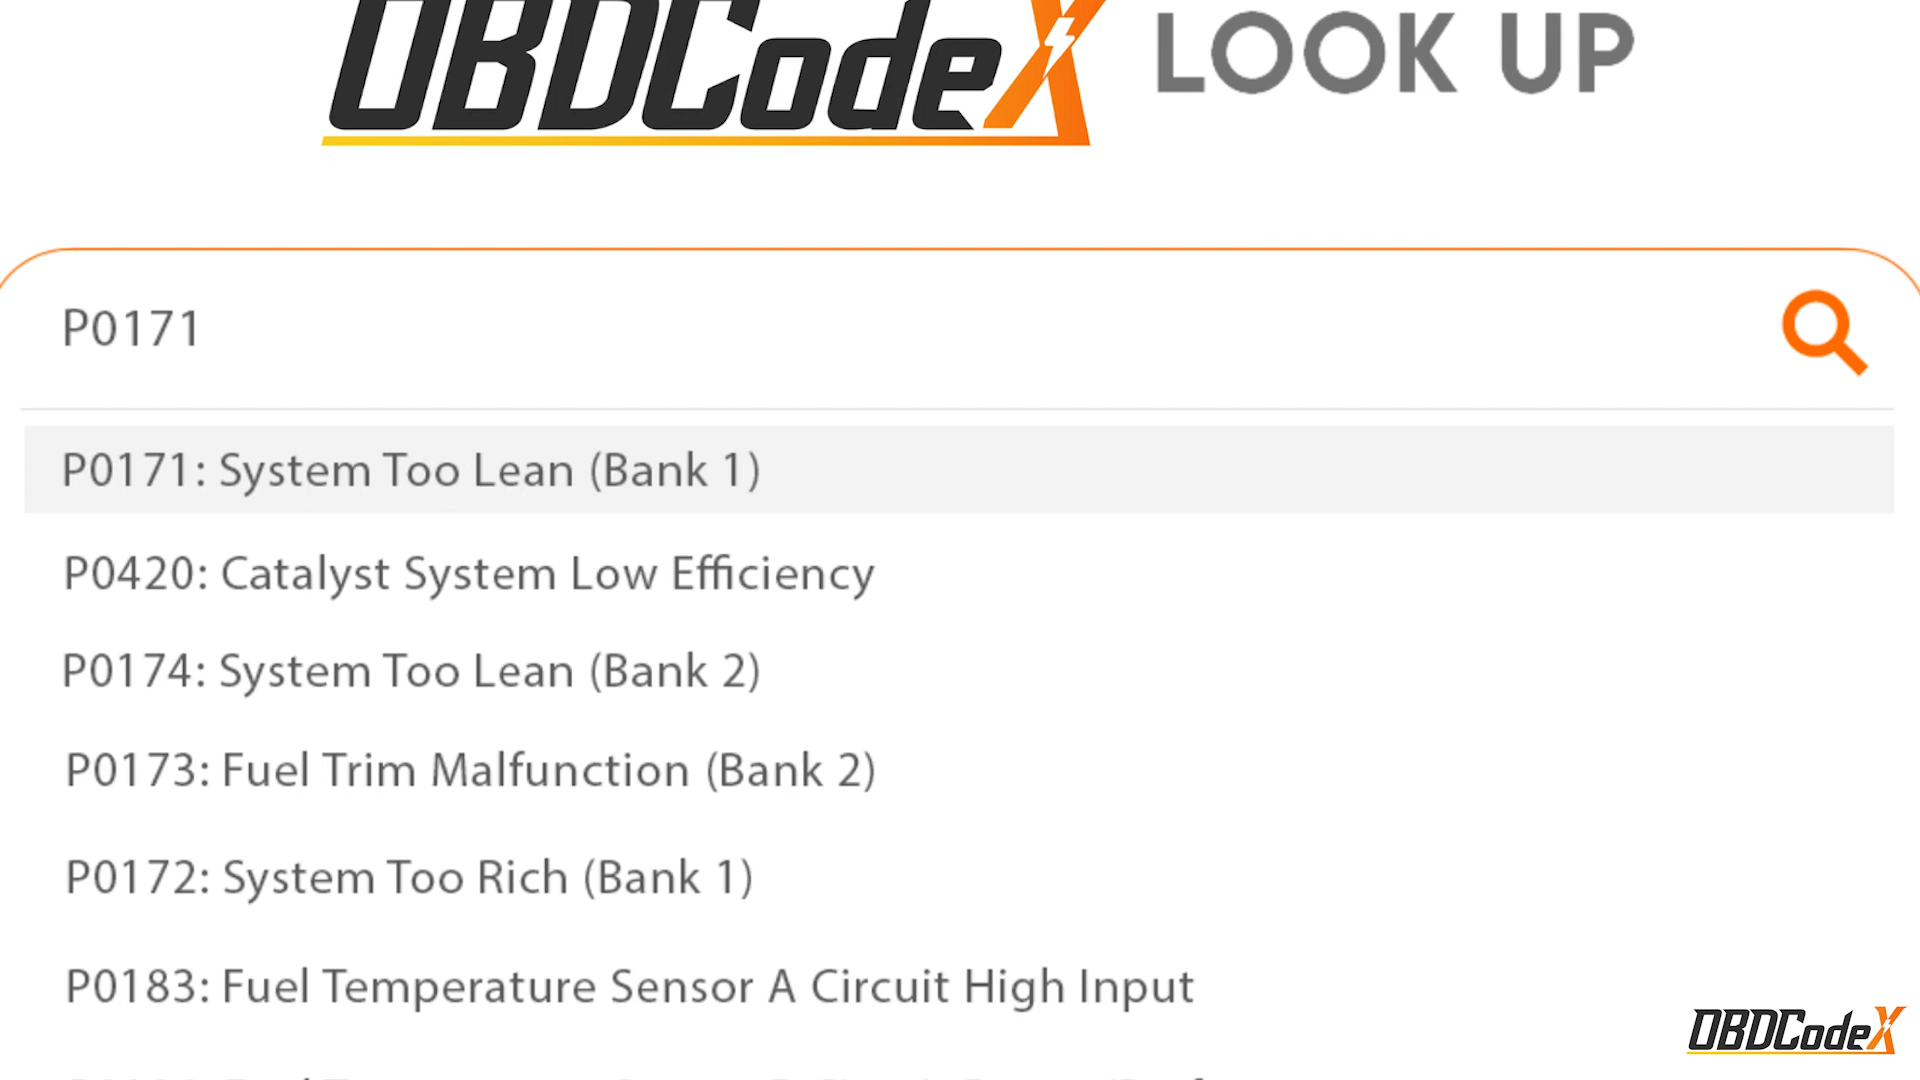 OBDCodeX LOOK UP
P0171
P0171: System Too Lean (Bank 1)
P0420: Catalyst System Low Efficiency
P0174: System Too Lean (Bank 2)
P0173: Fuel Trim Malfunction (Bank 2)
P0172: System Too Rich (Bank 1)
P0183: Fuel Temperature Sensor A Circuit High Input
OBDCodeX